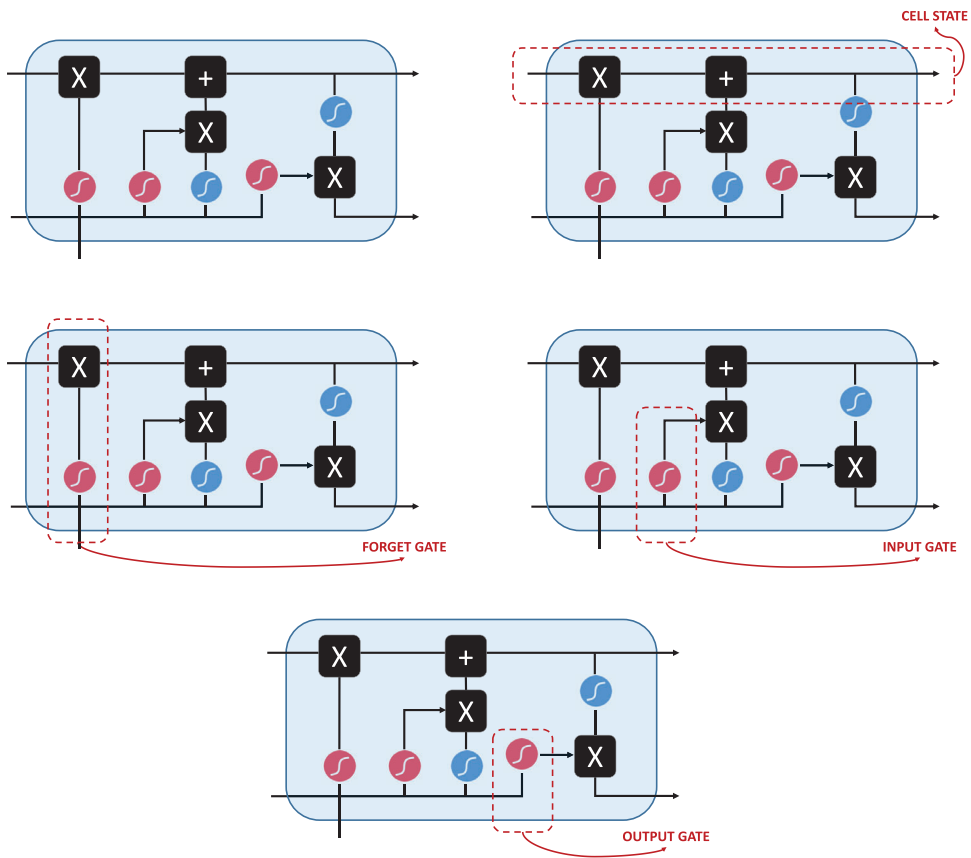 CELL STATE
X
+
X
X
X
+
X
X
X
+
X
X
FORGET GATE
X
+
X
X
INPUT GATE
X
+
X
X
OUTPUT GATE